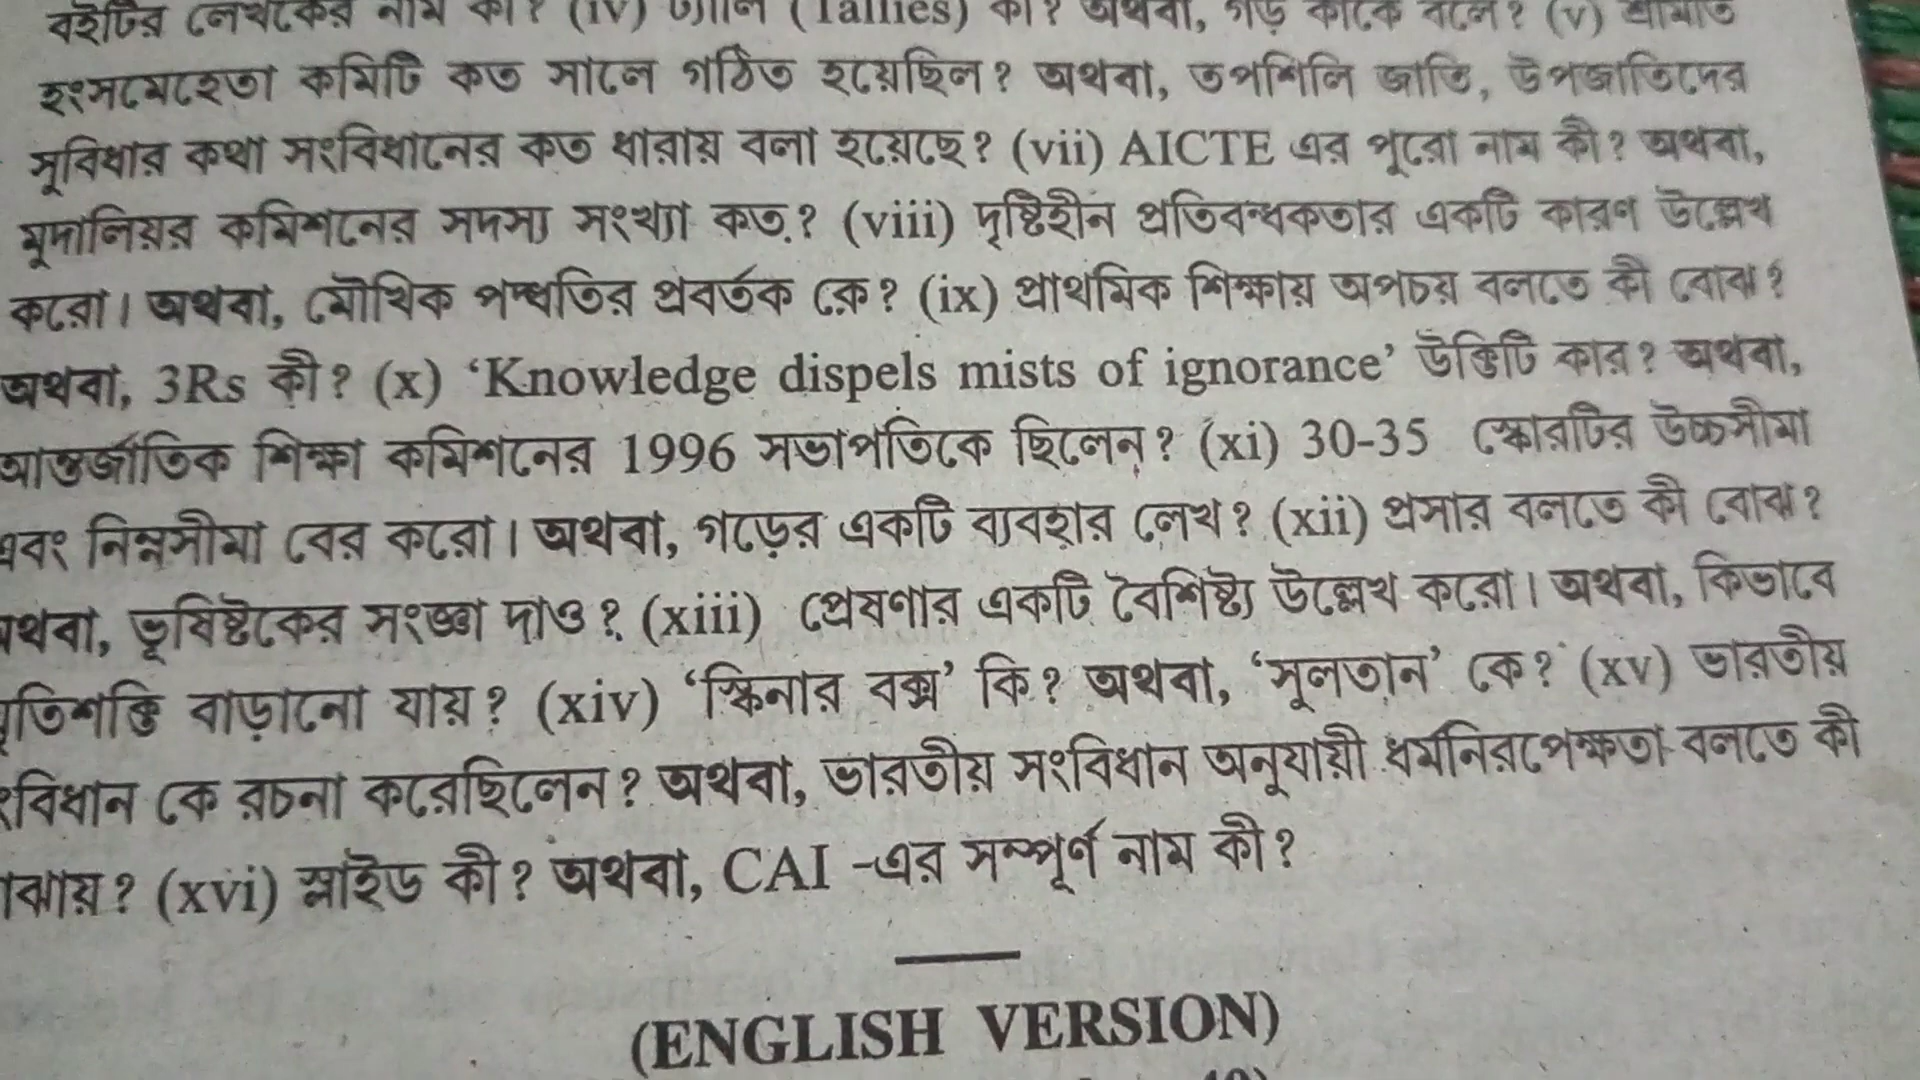 বইটির লেখকের নাম কী? (iv) ট্যালি (Tallies) কী? অথবা, গড় কাকে বলে? (v) শ্রীমতি
হংসমেহেতা কমিটি কত সালে গঠিত হয়েছিল? অথবা, তপশিলি জাতি, উপজাতিদের
সুবিধার কথা সংবিধানের কত ধারায় বলা হয়েছে? (vii) AICTE এর পুরো নাম কী? অথবা,
মুদালিয়র কমিশনের সদস্য সংখ্যা কত? (viii) দৃষ্টিহীন প্রতিবন্ধকতার একটি কারণ উল্লেখ
করো। অথবা, মৌখিক পদ্ধতির প্রবর্তক কে? (ix) প্রাথমিক শিক্ষায় অপচয় বলতে কী বোঝ?
অথবা, 3Rs কী? (x) ‘Knowledge dispels mists of ignorance’ উক্তিটি কার? অথবা,
আন্তর্জাতিক শিক্ষা কমিশনের 1996 সভাপতিকে ছিলেন? (xi) 30-35 স্কোরটির উচ্চসীমা
এবং নিম্নসীমা বের করো। অথবা, গড়ের একটি ব্যবহার লেখ? (xii) প্রসার বলতে কী বোঝ?
অথবা, ভূষিষ্টকের সংজ্ঞা দাও? (xiii) প্রেষণার একটি বৈশিষ্ট্য উল্লেখ করো। অথবা, কিভাবে
স্মৃতিশক্তি বাড়ানো যায়? (xiv) ‘স্কিনার বক্স’ কি? অথবা, ‘সুলতান’ কে? (xv) ভারতীয়
সংবিধান কে রচনা করেছিলেন? অথবা, ভারতীয় সংবিধান অনুযায়ী ধর্মনিরপেক্ষতা বলতে কী
বোঝায়? (xvi) স্লাইড কী? অথবা, CAI -এর সম্পূর্ণ নাম কী?
(ENGLISH VERSION)